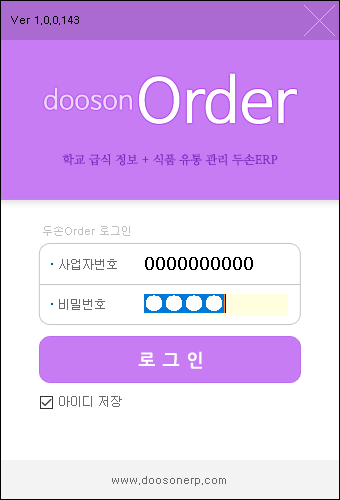 Ver 1,0,0,143
dooson Order
학교 급식 정보 + 식품 유통 관리 두손ERP
두손Order 로그인
사업자번호 0000000000
비밀번호
로그인
아이디 저장
www.doosonerp.com